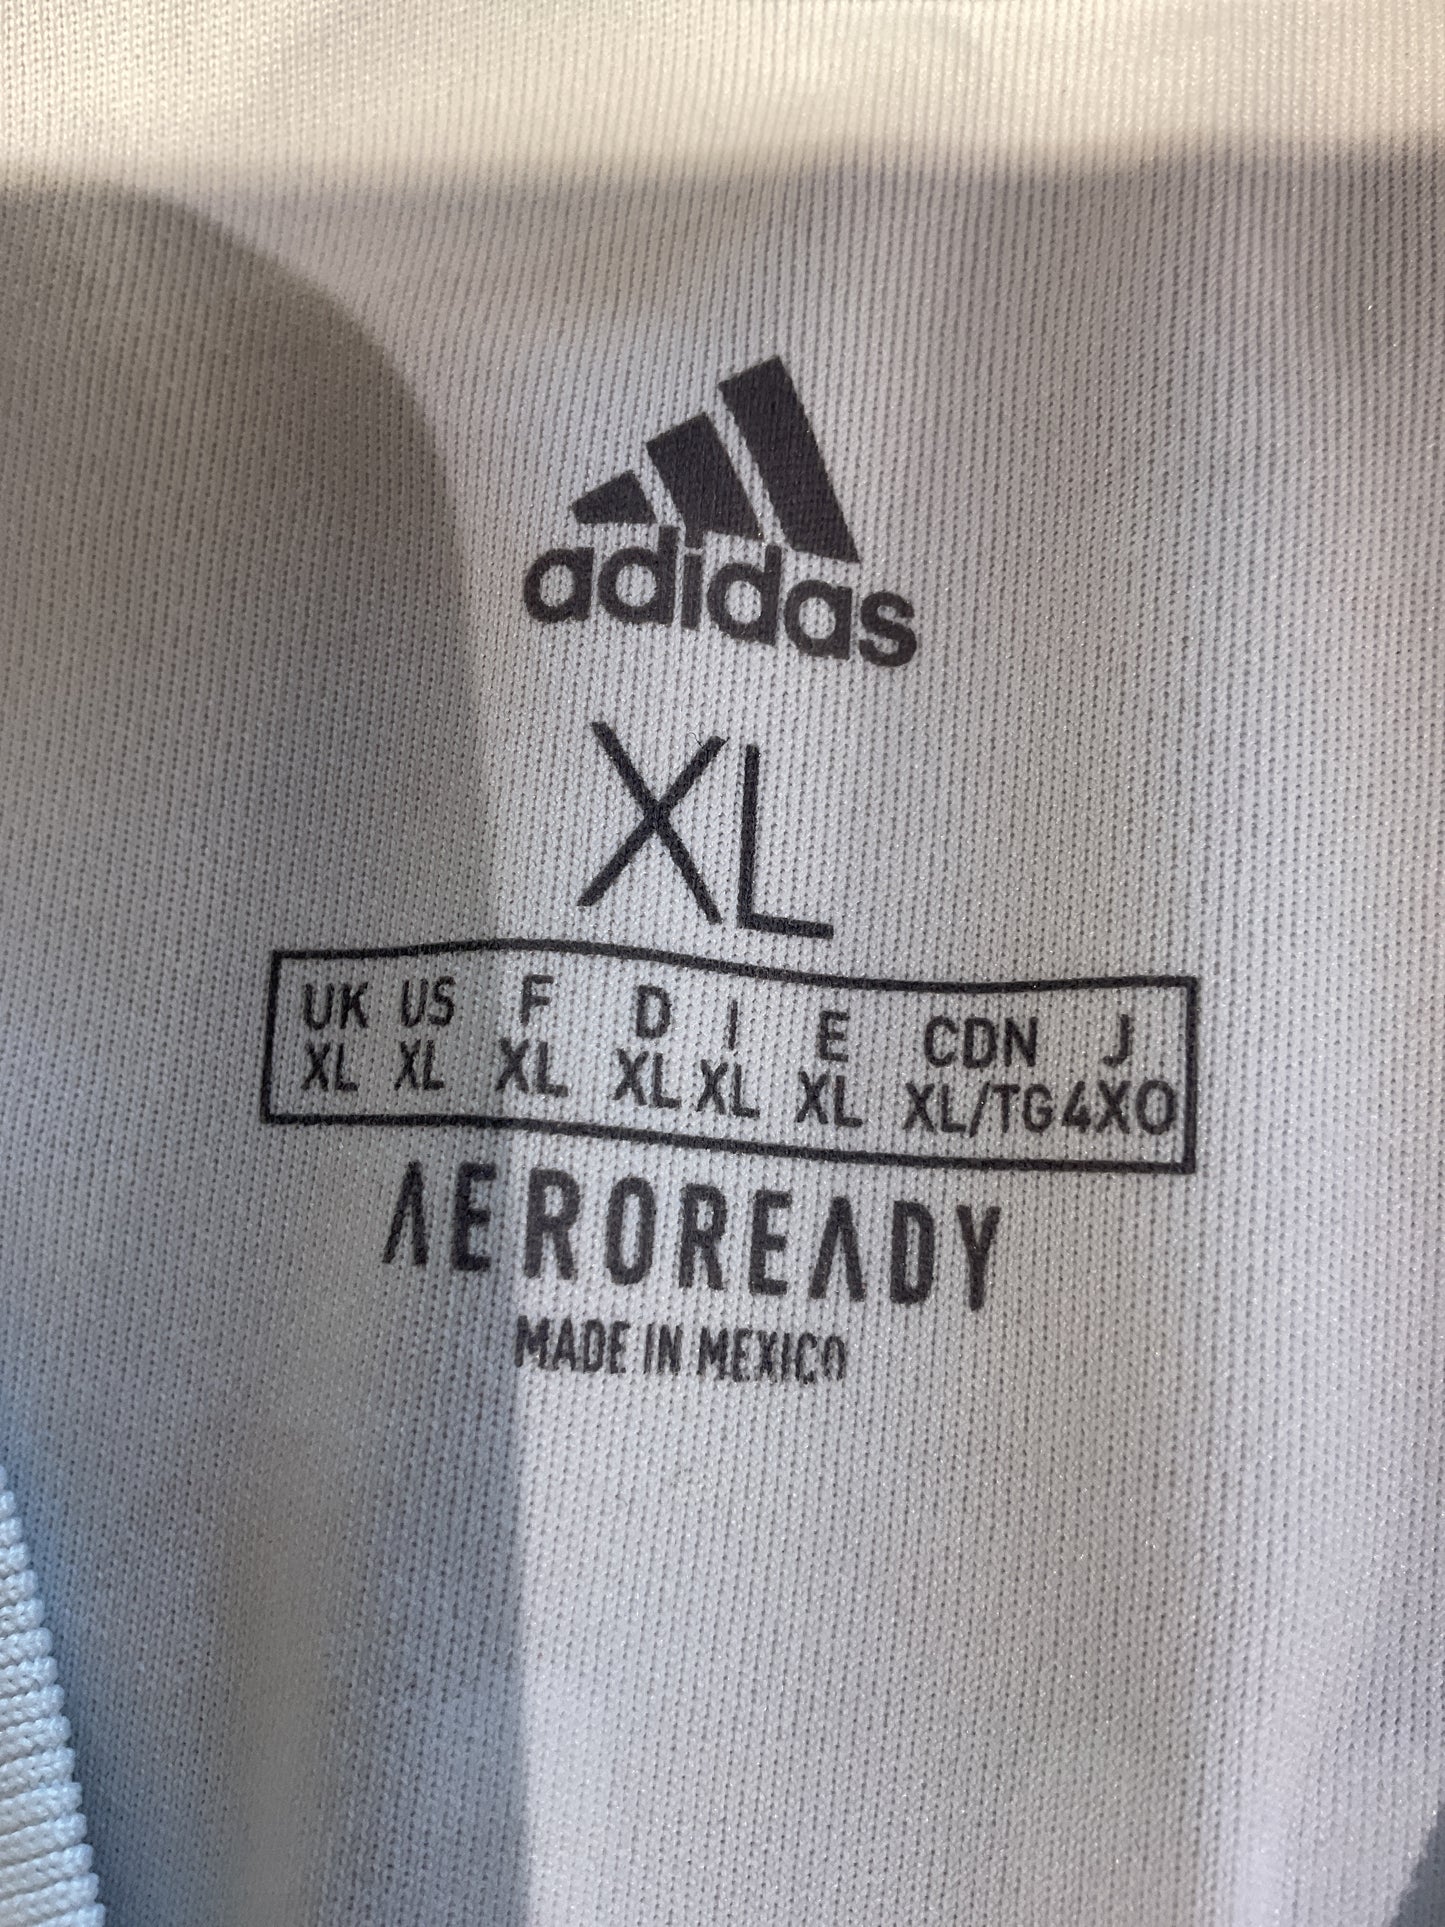 adidas
XL
UK US F D I E CDN J
XL XL XL XL XL XL XL/TG 4XO
AEROREADY
MADE IN MEXICO